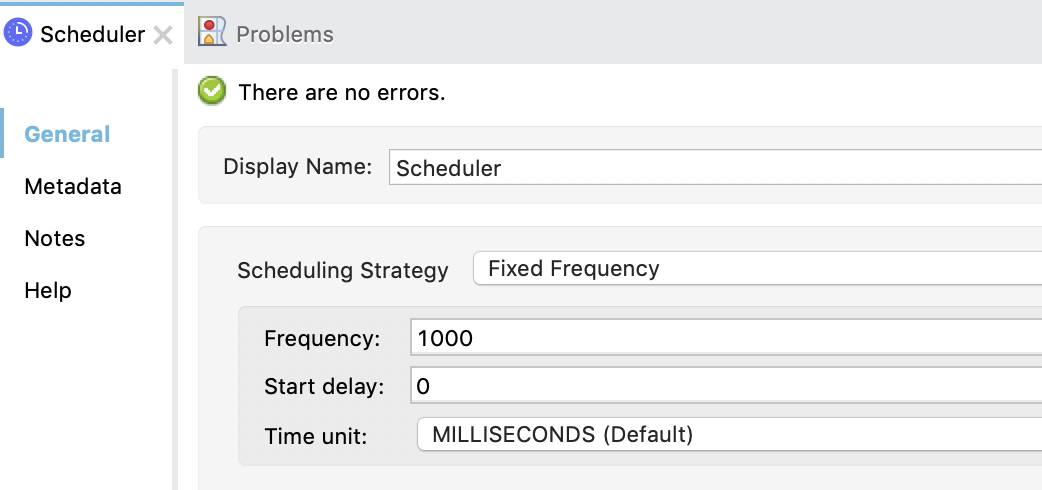 Scheduler
Problems
There are no errors.
General
Metadata
Notes
Help
Display Name: Scheduler
Scheduling Strategy Fixed Frequency
Frequency: 1000
Start delay: 0
Time unit: MILLISECONDS (Default)